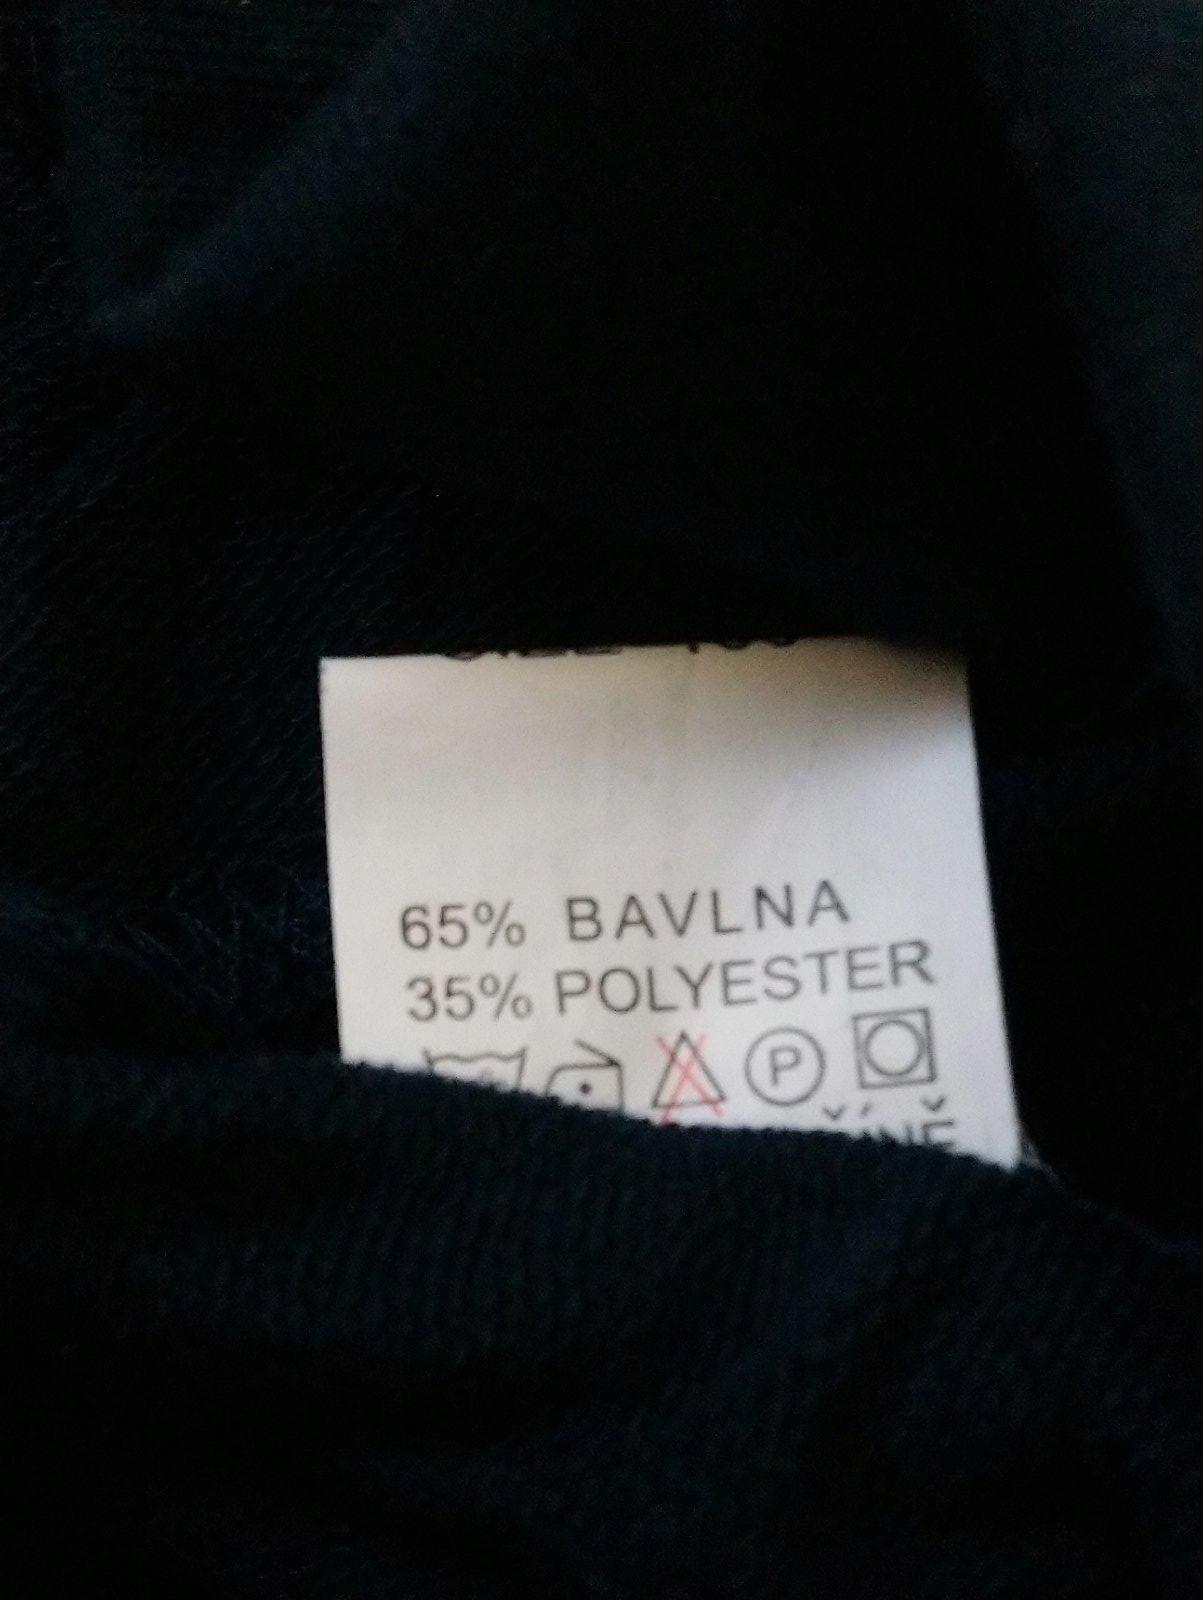 65% BAVLNA
35% POLYESTER
P